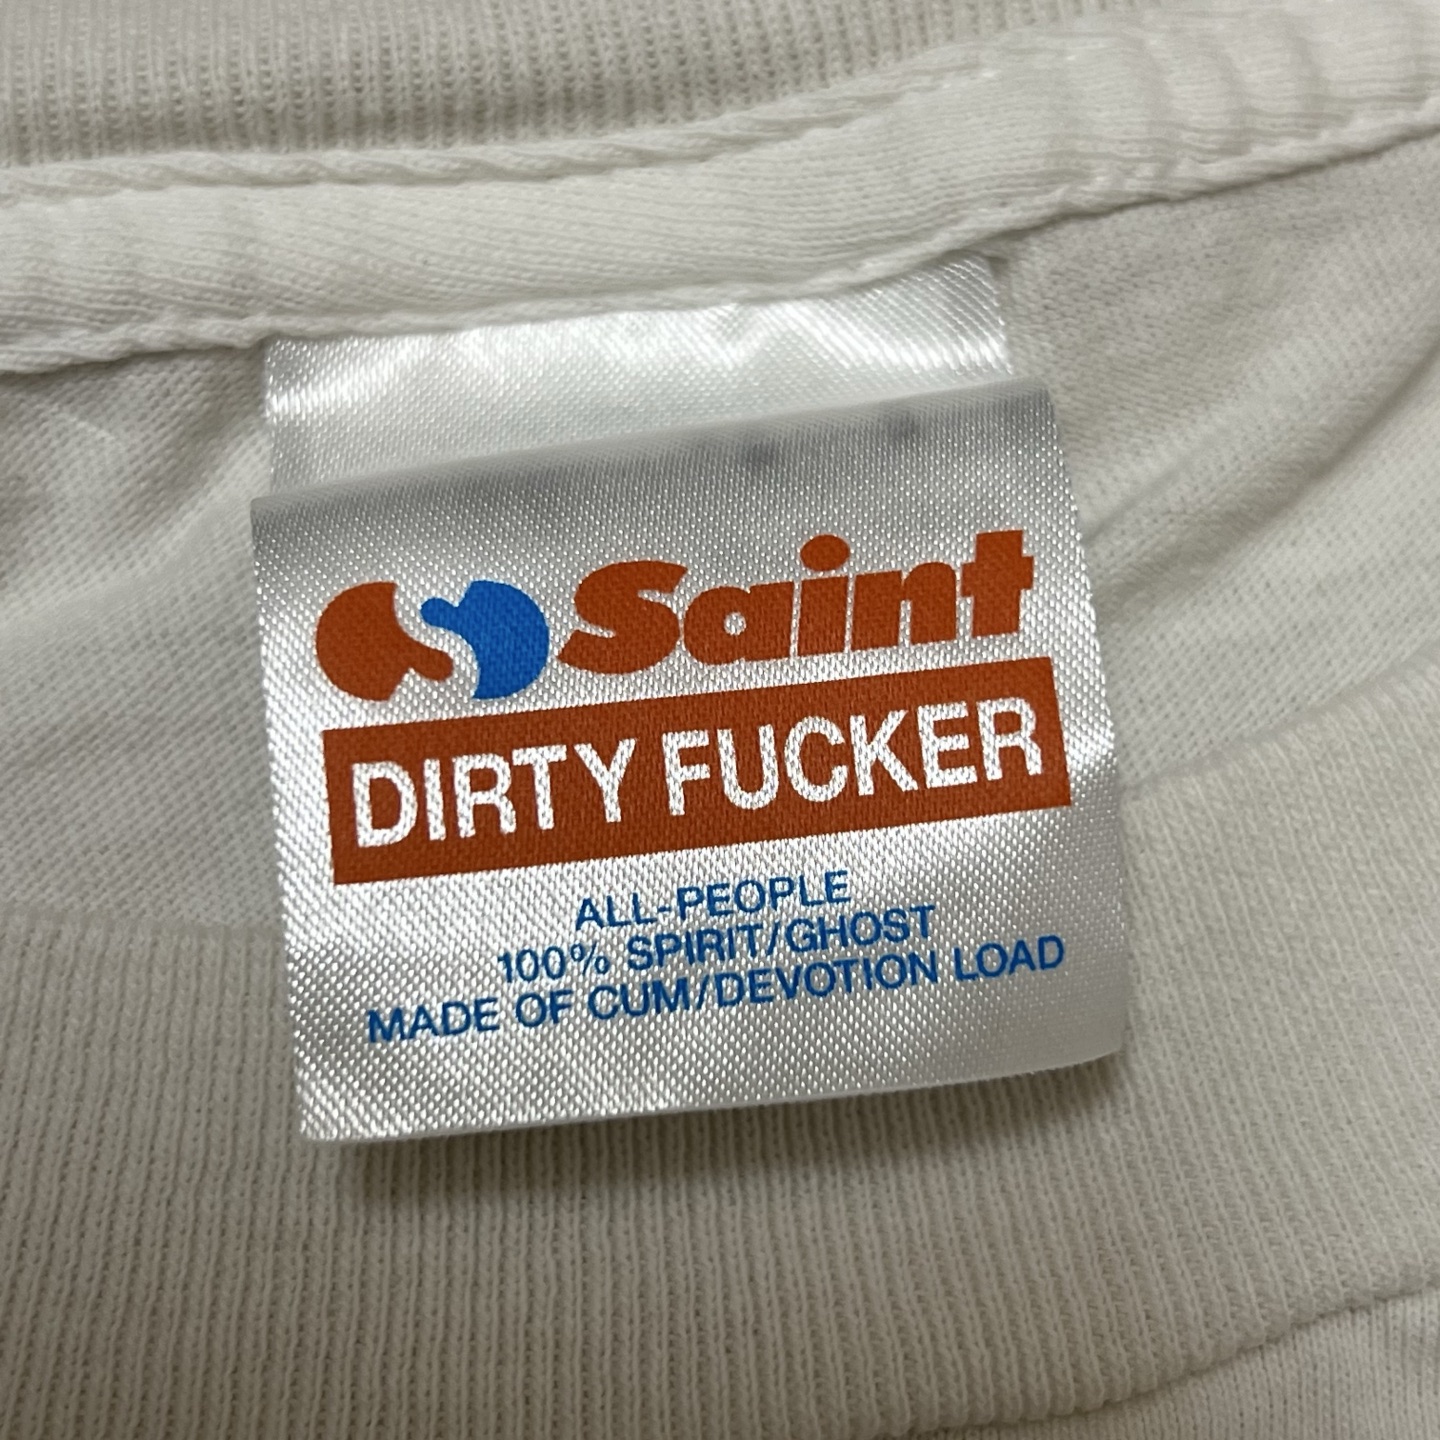 Saint
DIRTY FUCKER
ALL-PEOPLE
100% SPIRIT/GHOST
MADE OF CUM/DEVOTION LOAD